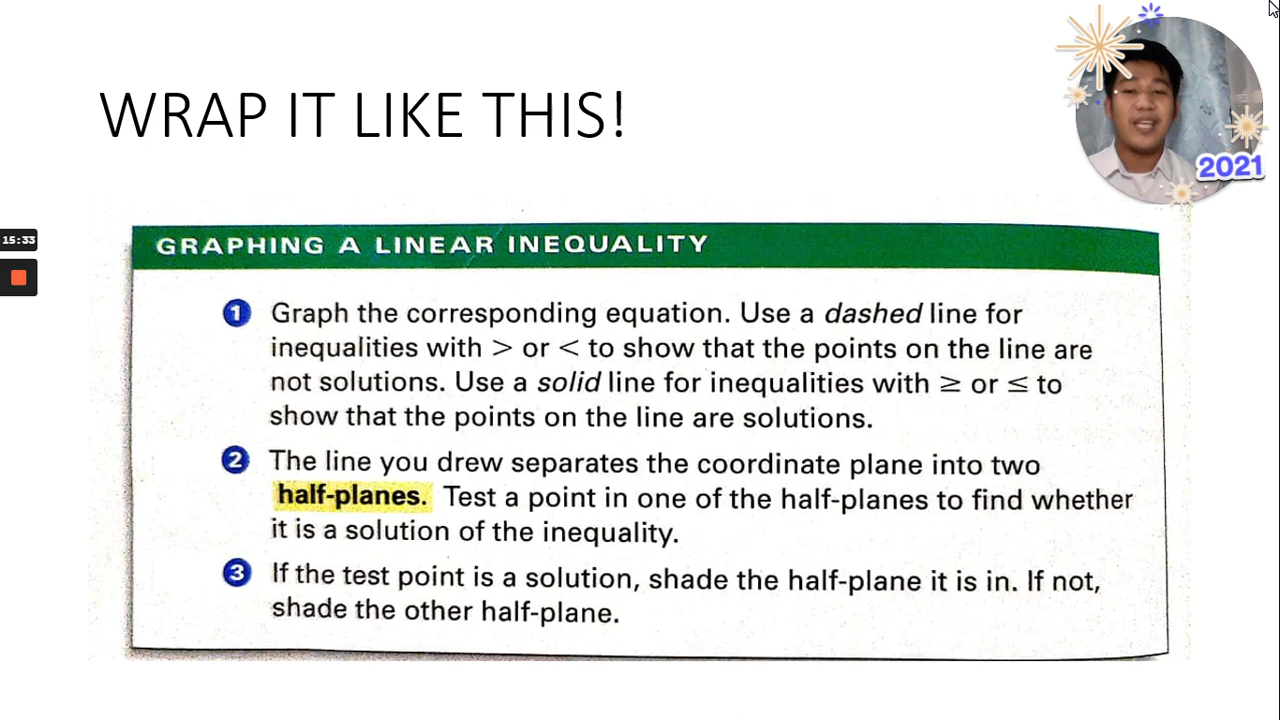 WRAP IT LIKE THIS!
2021
15:33
GRAPHING A LINEAR INEQUALITY
1 Graph the corresponding equation. Use a dashed line for
inequalities with > or < to show that the points on the line are
not solutions. Use a solid line for inequalities with ≥ or ≤ to
show that the points on the line are solutions.
2 The line you drew separates the coordinate plane into two
half-planes. Test a point in one of the half-planes to find whether
it is a solution of the inequality.
3 If the test point is a solution, shade the half-plane it is in. If not,
shade the other half-plane.